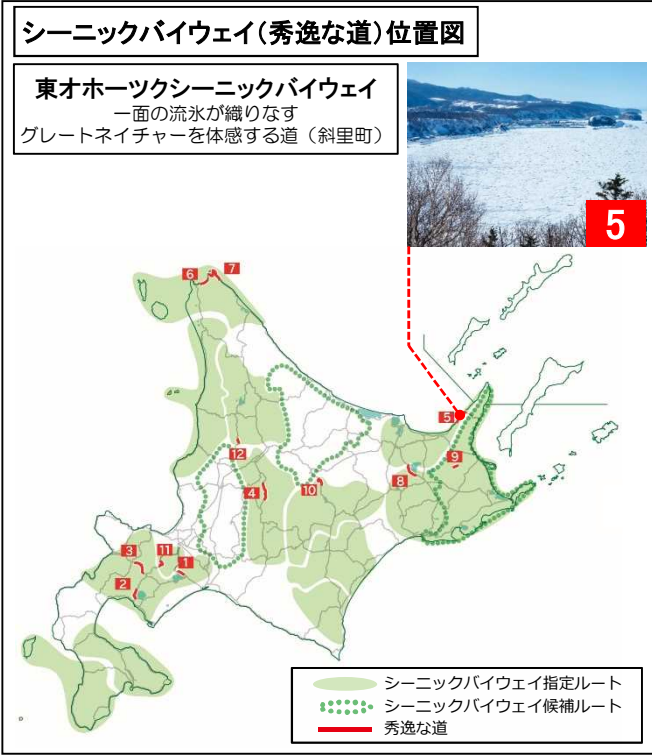 シーニックバイウェイ（秀逸な道）位置図
東オホーツクシーニックバイウェイ
一面の流氷が織りなす
グレートネイチャーを体感する道（斜里町）
5
6
7
5
12
9
8
4
10
3
11
1
2
シーニックバイウェイ指定ルート
シーニックバイウェイ候補ルート
秀逸な道